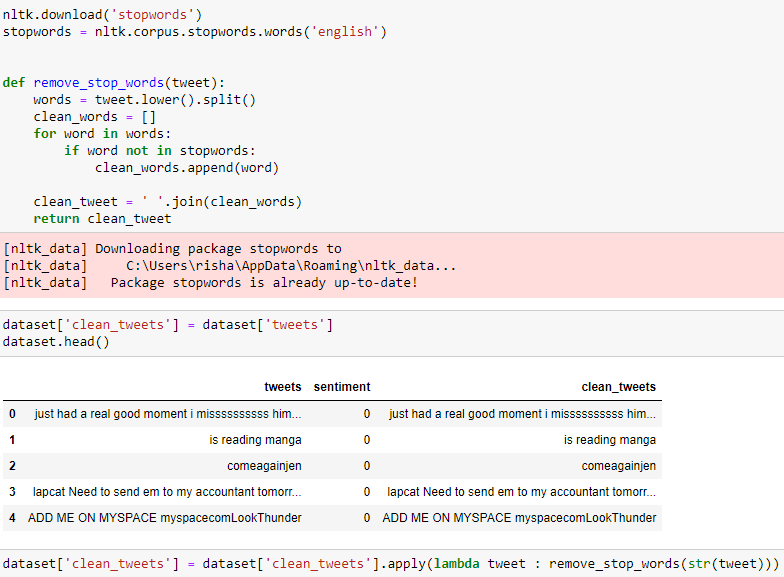 nltk.download('stopwords')
stopwords = nltk.corpus.stopwords.words('english')
def remove_stop_words(tweet):
    words = tweet.lower().split()
    clean_words = []
    for word in words:
        if word not in stopwords:
            clean_words.append(word)
    clean_tweet = ' '.join(clean_words)
    return clean_tweet
[nltk_data] Downloading package stopwords to
[nltk_data]     C:\Users\risha\AppData\Roaming\nltk_data...
[nltk_data]   Package stopwords is already up-to-date!
dataset['clean_tweets'] = dataset['tweets']
dataset.head()
tweets sentiment clean_tweets
0 just had a real good moment i missssssssss him... 0 just had a real good moment i missssssssss him...
1 is reading manga 0 is reading manga
2 comeagainjen 0 comeagainjen
3 lapcat Need to send em to my accountant tomorr... 0 lapcat Need to send em to my accountant tomorr...
4 ADD ME ON MYSPACE myspacecomLookThunder 0 ADD ME ON MYSPACE myspacecomLookThunder
dataset['clean_tweets'] = dataset['clean_tweets'].apply(lambda tweet : remove_stop_words(str(tweet)))